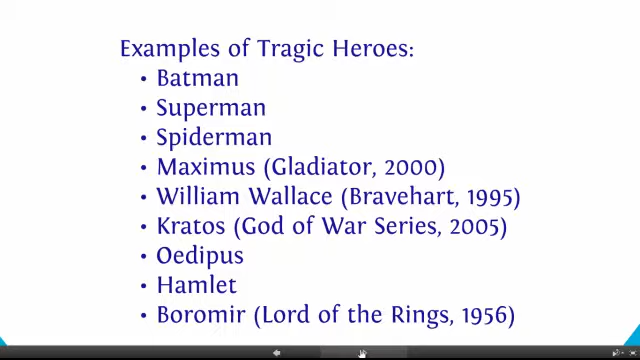 Examples of Tragic Heroes:
• Batman
• Superman
• Spiderman
• Maximus (Gladiator, 2000)
• William Wallace (Bravehart, 1995)
• Kratos (God of War Series, 2005)
• Oedipus
• Hamlet
• Boromir (Lord of the Rings, 1956)